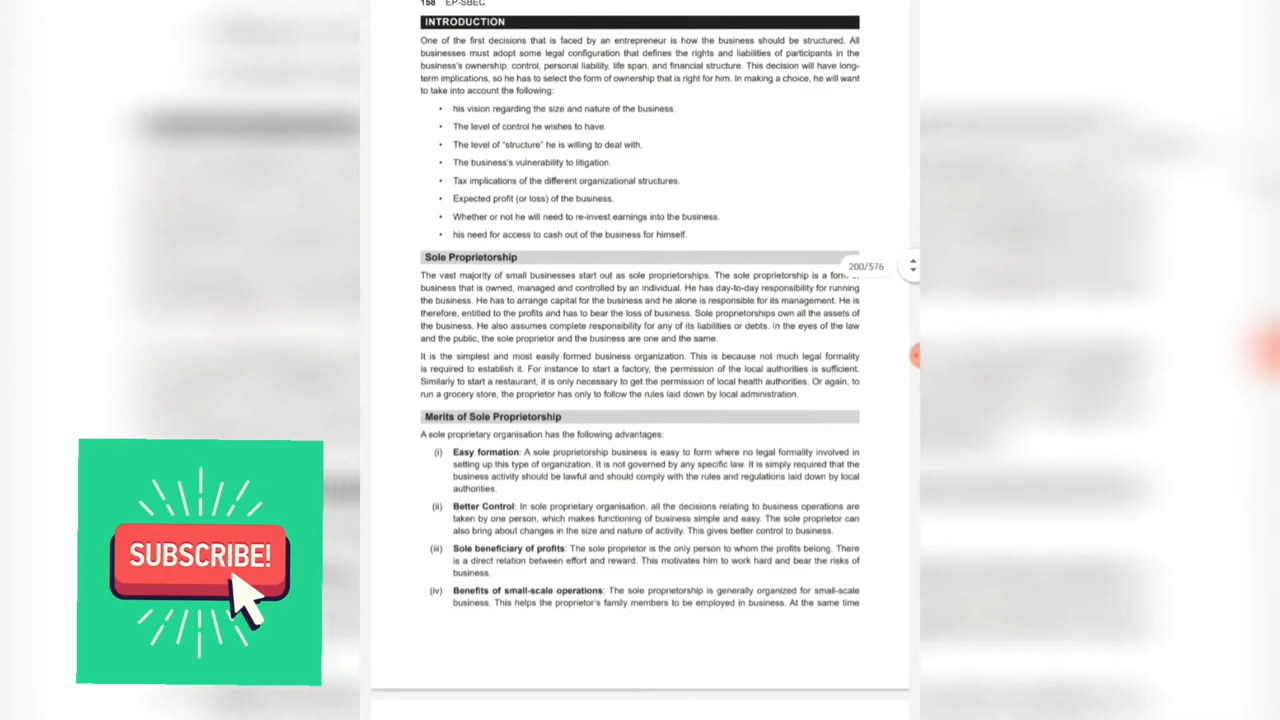 158 EP-SBEC
INTRODUCTION
One of the first decisions that is faced by an entrepreneur is how the business should be structured. All
businesses must adopt some legal configuration that defines the rights and liabilities of participants in the
business's ownership, control, personal liability, life span, and financial structure. This decision will have long-
term implications, so he has to select the form of ownership that is right for him. In making a choice, he will want
to take into account the following:
• his vision regarding the size and nature of the business.
• The level of control he wishes to have.
• The level of "structure" he is willing to deal with.
• The business's vulnerability to litigation.
• Tax implications of the different organizational structures.
• Expected profit (or loss) of the business.
• Whether or not he will need to re-invest earnings into the business.
• his need for access to cash out of the business for himself.
Sole Proprietorship
200/576
The vast majority of small businesses start out as sole proprietorships. The sole proprietorship is a form
business that is owned, managed and controlled by an individual. He has day-to-day responsibility for running
the business. He has to arrange capital for the business and he alone is responsible for its management. He is
therefore, entitled to the profits and has to bear the loss of business. Sole proprietorships own all the assets of
the business. He also assumes complete responsibility for any of its liabilities or debts. In the eyes of the law
and the public, the sole proprietor and the business are one and the same.
It is the simplest and most easily formed business organization. This is because not much legal formality
is required to establish it. For instance to start a factory, the permission of the local authorities is sufficient.
Similarly to start a restaurant, it is only necessary to get the permission of local health authorities. Or again, to
run a grocery store, the proprietor has only to follow the rules laid down by local administration.
Merits of Sole Proprietorship
A sole proprietary organisation has the following advantages:
(i) Easy formation: A sole proprietorship business is easy to form where no legal formality involved in
setting up this type of organization. It is not governed by any specific law. It is simply required that the
business activity should be lawful and should comply with the rules and regulations laid down by local
authorities.
(ii) Better Control: In sole proprietary organisation, all the decisions relating to business operations are
taken by one person, which makes functioning of business simple and easy. The sole proprietor can
also bring about changes in the size and nature of activity. This gives better control to business.
(iii) Sole beneficiary of profits: The sole proprietor is the only person to whom the profits belong. There
is a direct relation between effort and reward. This motivates him to work hard and bear the risks of
business.
(iv) Benefits of small-scale operations: The sole proprietorship is generally organized for small-scale
business. This helps the proprietor's family members to be employed in business. At the same time
SUBSCRIBE!